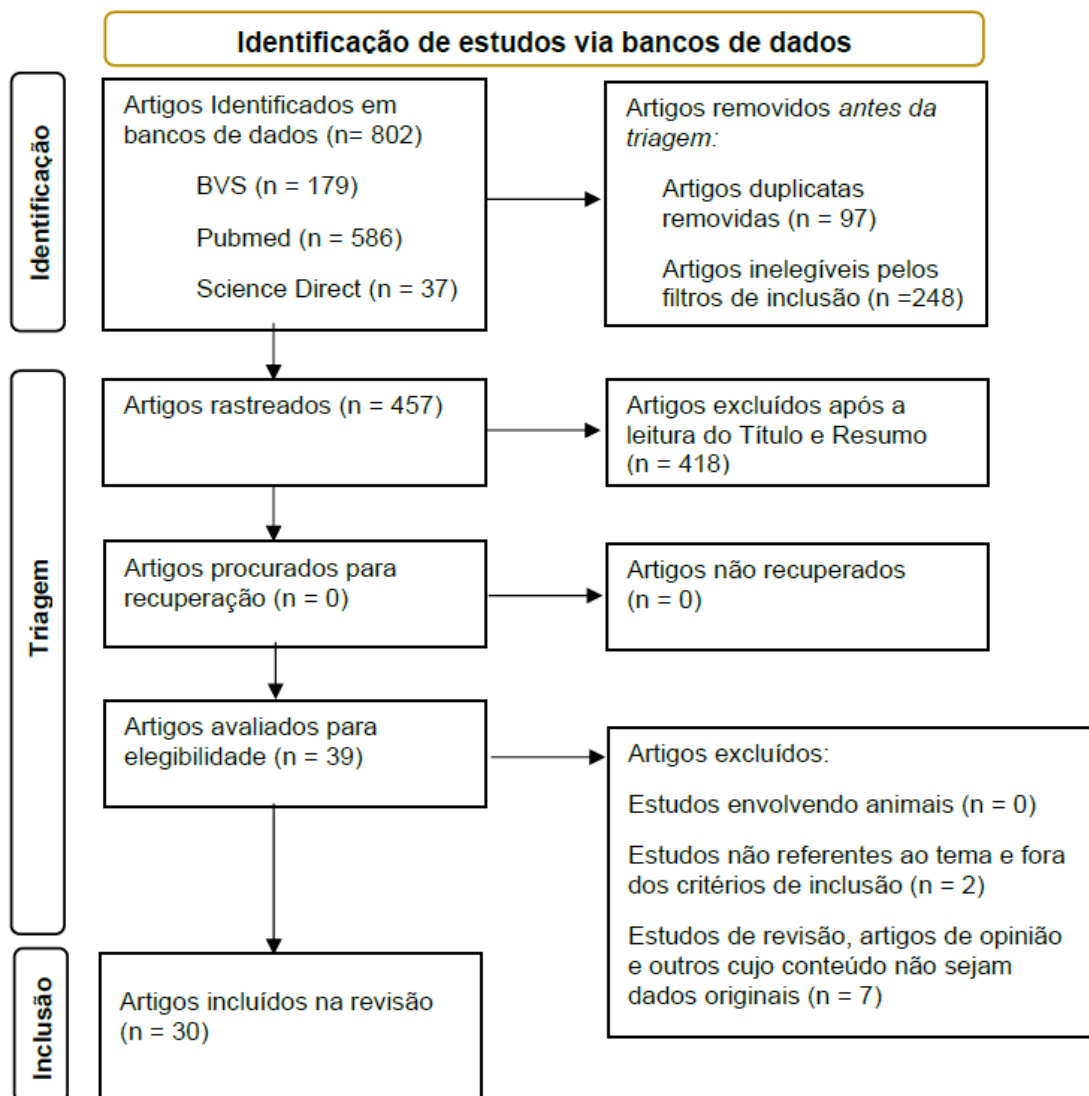 Identificação de estudos via bancos de dados
Identificação
Artigos Identificados em
bancos de dados (n= 802)
BVS (n = 179)
Pubmed (n = 586)
Science Direct (n = 37)
Artigos removidos antes da
triagem:
Artigos duplicatas
removidas (n = 97)
Artigos inelegíveis pelos
filtros de inclusão (n =248)
Triagem
Artigos rastreados (n = 457)
Artigos excluídos após a
leitura do Título e Resumo
(n = 418)
Artigos procurados para
recuperação (n = 0)
Artigos não recuperados
(n = 0)
Artigos avaliados para
elegibilidade (n = 39)
Artigos excluídos:
Estudos envolvendo animais (n = 0)
Estudos não referentes ao tema e fora
dos critérios de inclusão (n = 2)
Estudos de revisão, artigos de opinião
e outros cujo conteúdo não sejam
dados originais (n = 7)
Inclusão
Artigos incluídos na revisão
(n = 30)